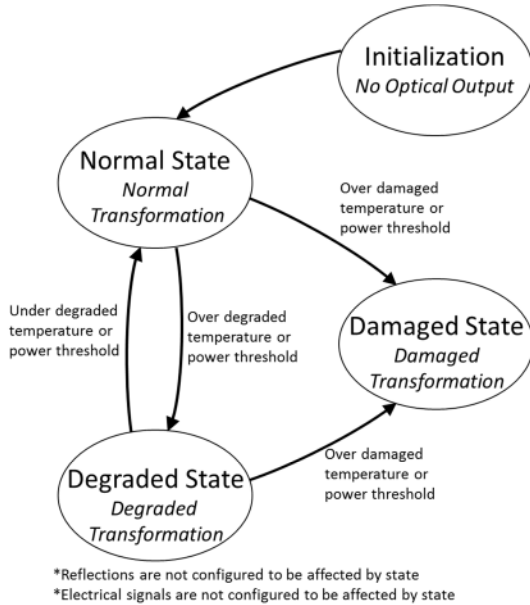 Initialization
No Optical Output
Normal State
Normal
Transformation
Over damaged
temperature or
power threshold
Under degraded
temperature or
power threshold
Over degraded
temperature or
power threshold
Damaged State
Damaged
Transformation
Degraded State
Degraded
Transformation
Over damaged
temperature or
power threshold
*Reflections are not configured to be affected by state
*Electrical signals are not configured to be affected by state